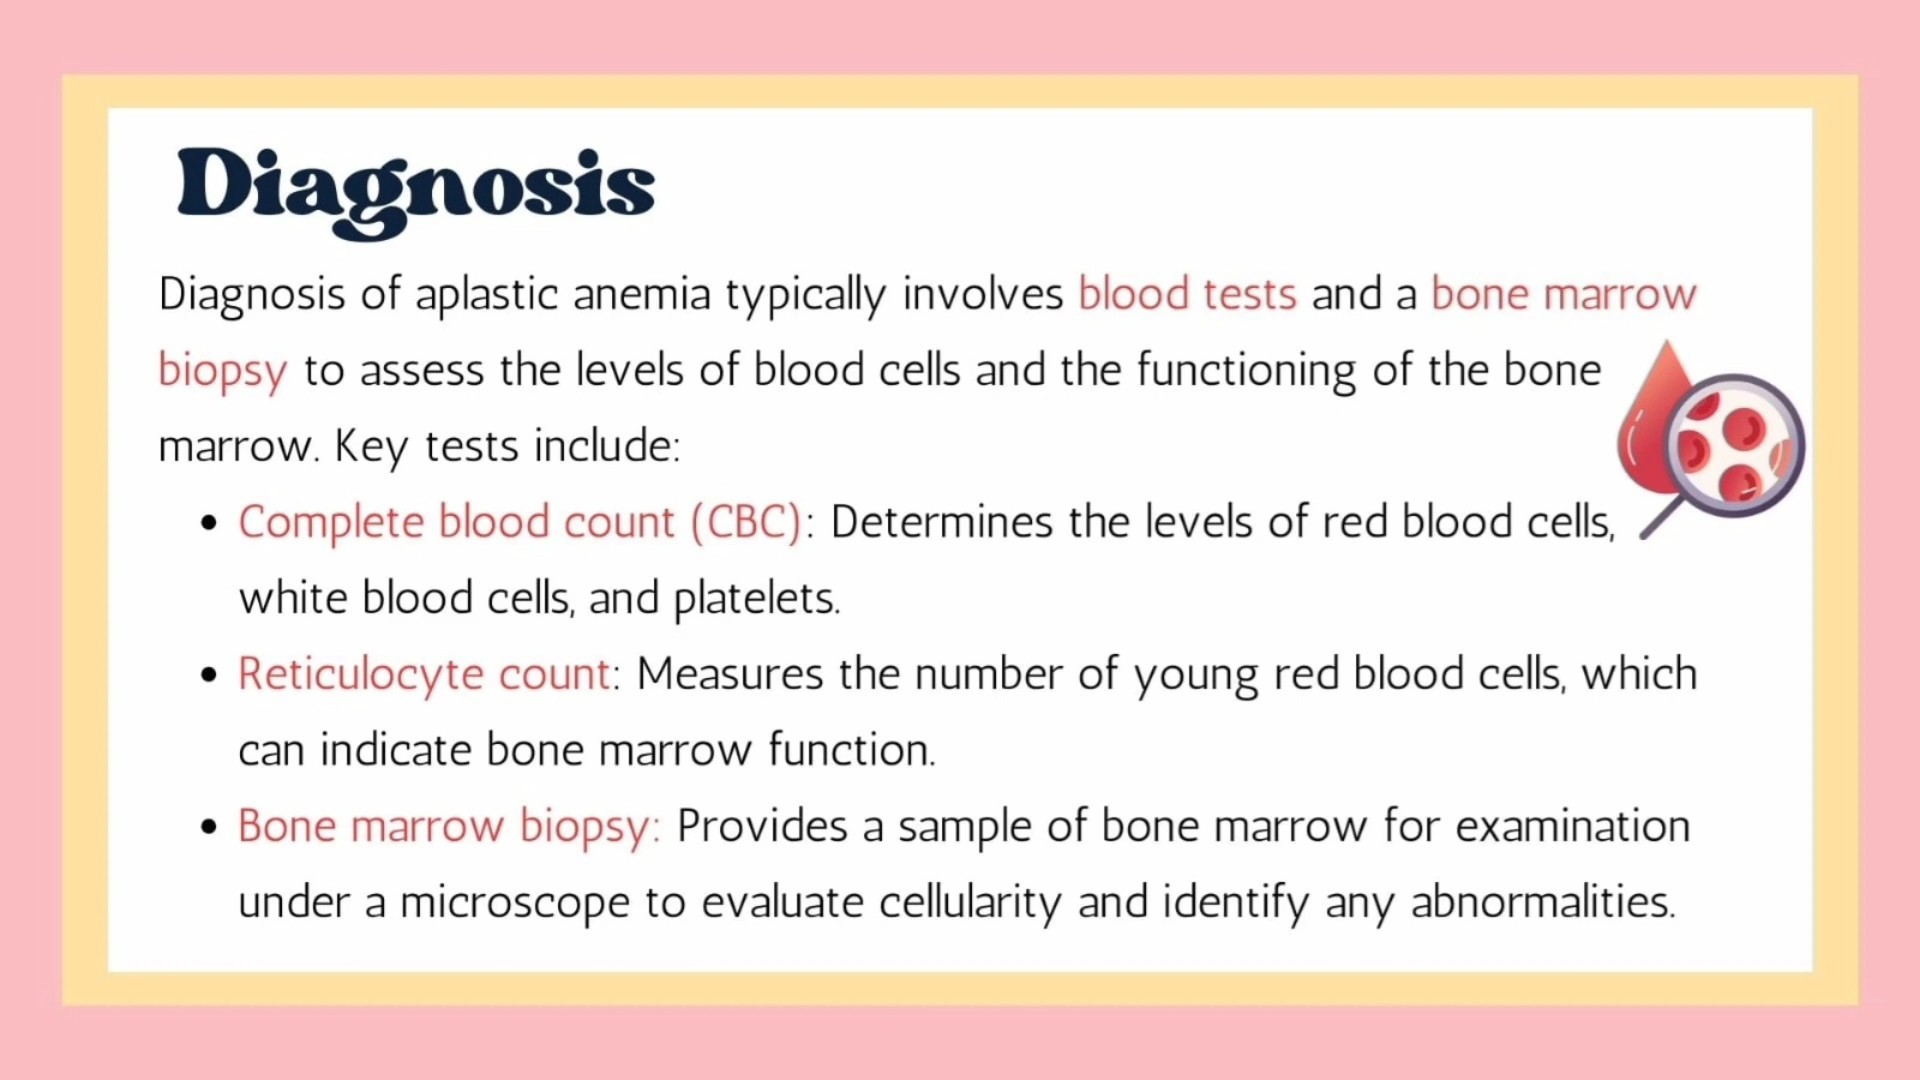 Diagnosis
Diagnosis of aplastic anemia typically involves blood tests and a bone marrow
biopsy to assess the levels of blood cells and the functioning of the bone
marrow. Key tests include:
• Complete blood count (CBC): Determines the levels of red blood cells,
white blood cells, and platelets.
• Reticulocyte count: Measures the number of young red blood cells, which
can indicate bone marrow function.
• Bone marrow biopsy: Provides a sample of bone marrow for examination
under a microscope to evaluate cellularity and identify any abnormalities.